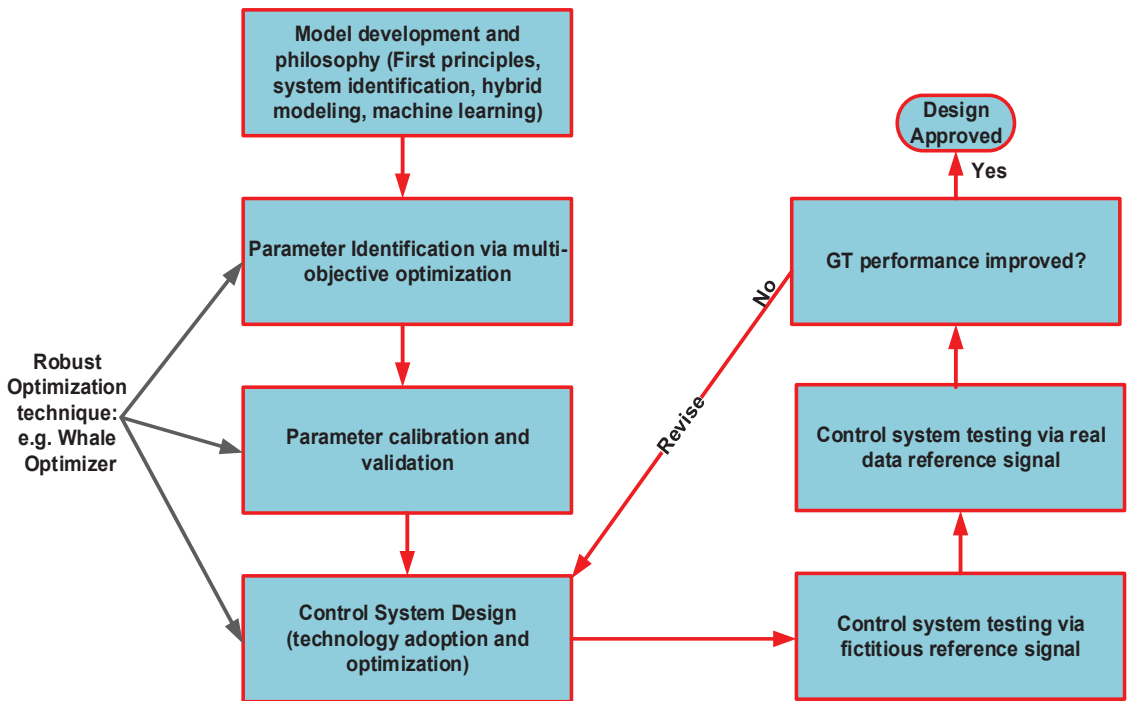 Model development and
philosophy (First principles,
system identification, hybrid
modeling, machine learning)
Parameter Identification via multi-
objective optimization
Robust
Optimization
technique:
e.g. Whale
Optimizer
Parameter calibration and
validation
Control System Design
(technology adoption and
optimization)
Control system testing via
fictitious reference signal
Control system testing via real
data reference signal
GT performance improved?
No
Revise
Yes
Design
Approved